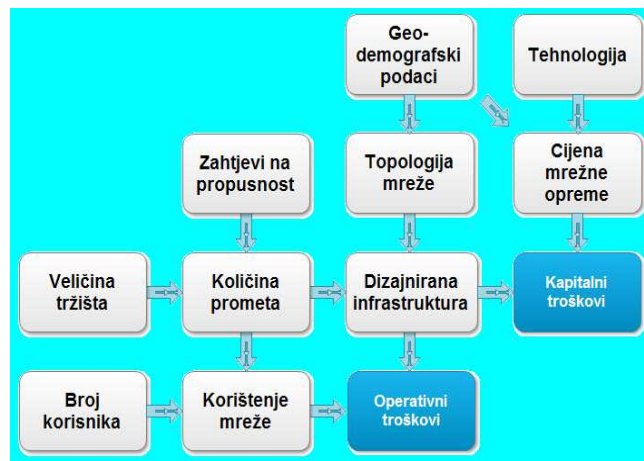 Geo-
demografski
podaci
Tehnologija
Zahtjevi na
propusnost
Topologija
mreže
Cijena
mrežne
opreme
Veličina
tržišta
Količina
prometa
Dizajnirana
infrastruktura
Kapitalni
troškovi
Broj
korisnika
Korištenje
mreže
Operativni
troškovi